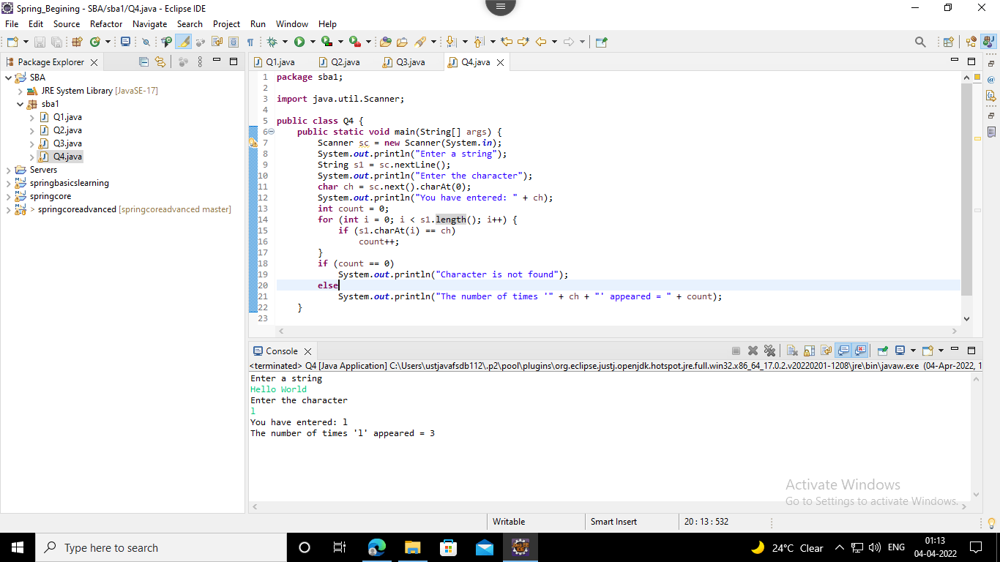 Spring_Begining - SBA/sba1/Q4.java - Eclipse IDE
File Edit Source Refactor Navigate Search Project Run Window Help
Package Explorer
SBA
JRE System Library [JavaSE-17]
sba1
Q1.java
Q2.java
Q3.java
Q4.java
Servers
springbasicslearning
springcore
> springcoreadvanced [springcoreadvanced master]
Q1.java Q2.java Q3.java Q4.java
1 package sba1;
2
3 import java.util.Scanner;
4
5 public class Q4 {
6 public static void main(String[] args) {
7 Scanner sc = new Scanner(System.in);
8 System.out.println("Enter a string");
9 String s1 = sc.nextLine();
10 System.out.println("Enter the character");
11 char ch = sc.next().charAt(0);
12 System.out.println("You have entered: " + ch);
13 int count = 0;
14 for (int i = 0; i < s1.length(); i++) {
15 if (s1.charAt(i) == ch)
16 count++;
17 }
18 if (count == 0)
19 System.out.println("Character is not found");
20 else
21 System.out.println("The number of times '" + ch + "' appeared = " + count);
22 }
23
Console
<terminated> Q4 [Java Application] C:\Users\ustjavafsdb112\.p2\pool\plugins\org.eclipse.justj.openjdk.hotspot.jre.full.win32.x86_64_17.0.2.v20220201-1208\jre\bin\javaw.exe (04-Apr-2022, 1
Enter a string
Hello World
Enter the character
l
You have entered: l
The number of times 'l' appeared = 3
Activate Windows
Go to Settings to activate Windows.
Writable Smart Insert 20 : 13 : 532
Type here to search
24°C Clear ENG
01:13
04-04-2022